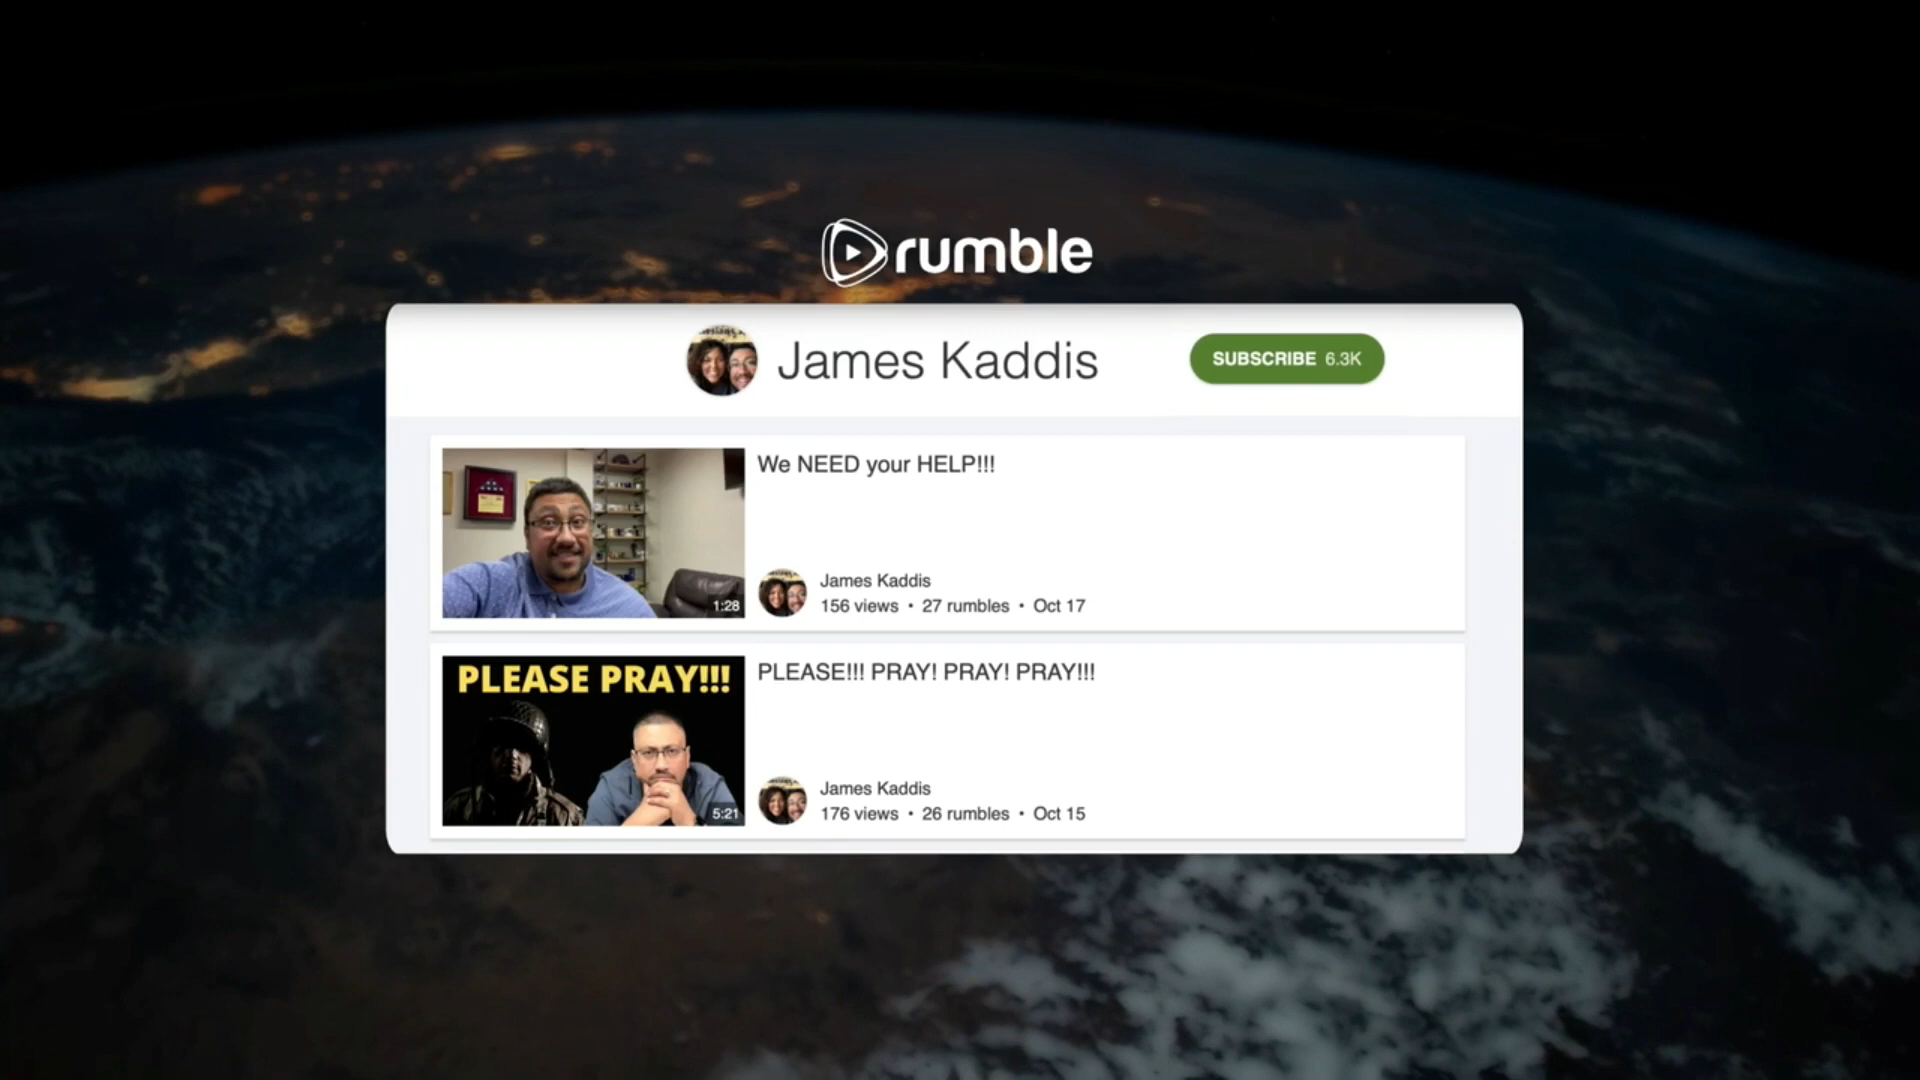 rumble
James Kaddis
SUBSCRIBE 6.3K
We NEED your HELP!!!
1:28
James Kaddis
156 views • 27 rumbles • Oct 17
PLEASE PRAY!!!
PLEASE!!! PRAY! PRAY! PRAY!!!
5:21
James Kaddis
176 views • 26 rumbles • Oct 15